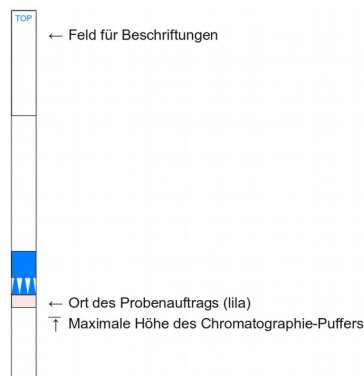 TOP
← Feld für Beschriftungen
← Ort des Probenauftrags (lila)
↑ Maximale Höhe des Chromatographie-Puffers